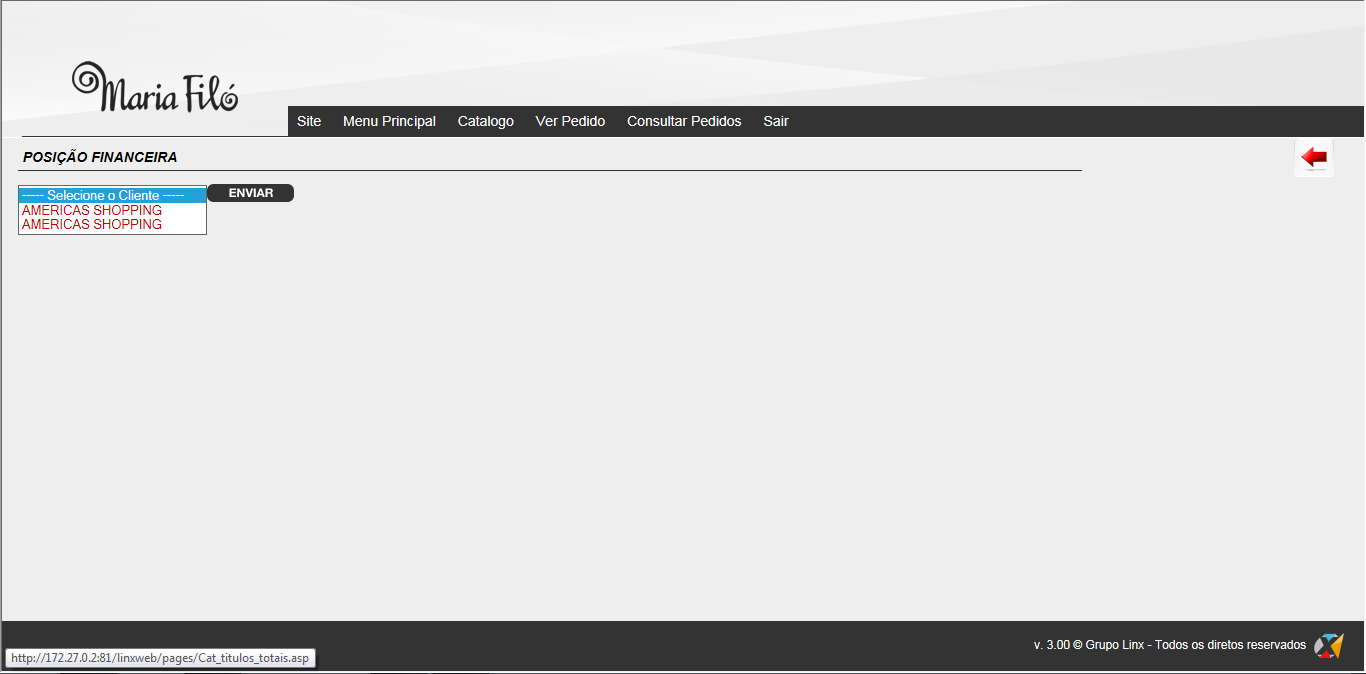 Maria Filó
Site Menu Principal Catalogo Ver Pedido Consultar Pedidos Sair
POSIÇÃO FINANCEIRA
----- Selecione o Cliente ----- ENVIAR
AMERICAS SHOPPING
AMERICAS SHOPPING
v. 3.00 © Grupo Linx - Todos os diretos reservados
http://172.27.0.2:81/linxweb/pages/Cat_titulos_totais.asp